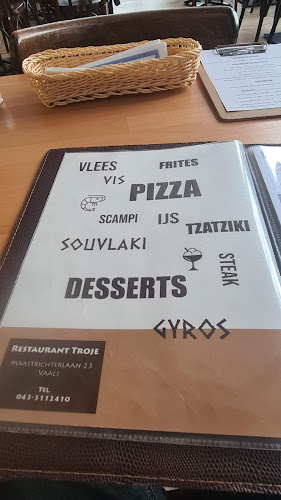 VLEES
FRITES
VIS
PIZZA
SCAMPI
IJS
TZATZIKI
SOUVLAKI
STEAK
DESSERTS
GYROS
RESTAURANT TROJE
MAASTRICHTERLAAN 23
VAALS
TEL.
043-3112410